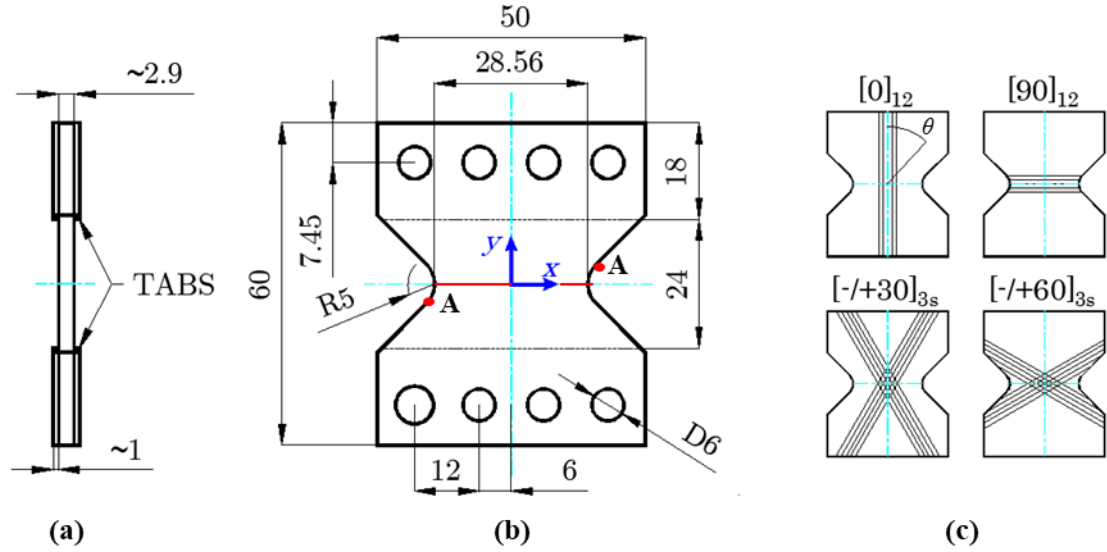 ~2.9
TABS
~1
(a)
50
28.56
7.45
60
18
24
R5
y
x
A
A
D6
12
6
(b)
[0]12
[90]12
θ
[-/+30]3s
[-/+60]3s
(c)